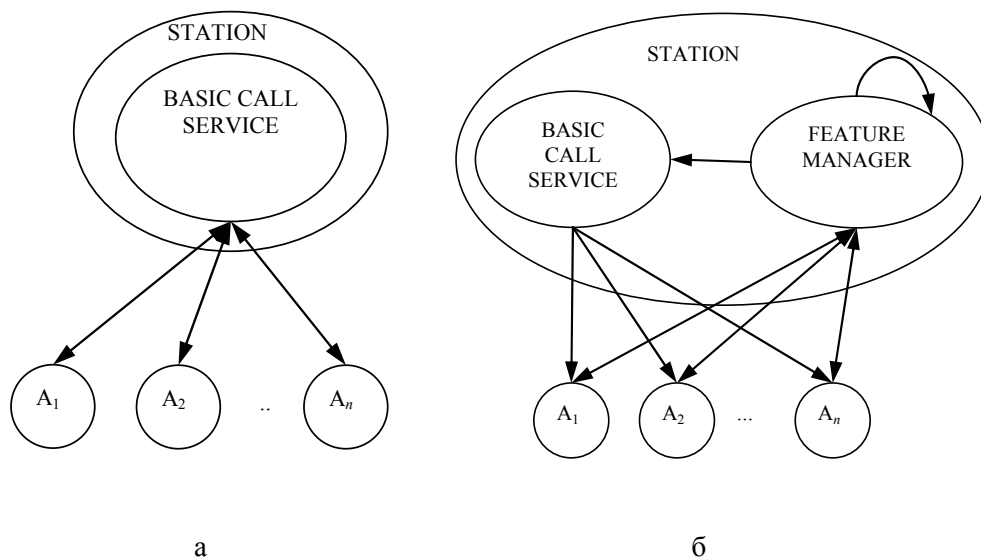 STATION
BASIC CALL
SERVICE
A1
A2
..
An
а
STATION
BASIC
CALL
SERVICE
FEATURE
MANAGER
A1
A2
...
An
б